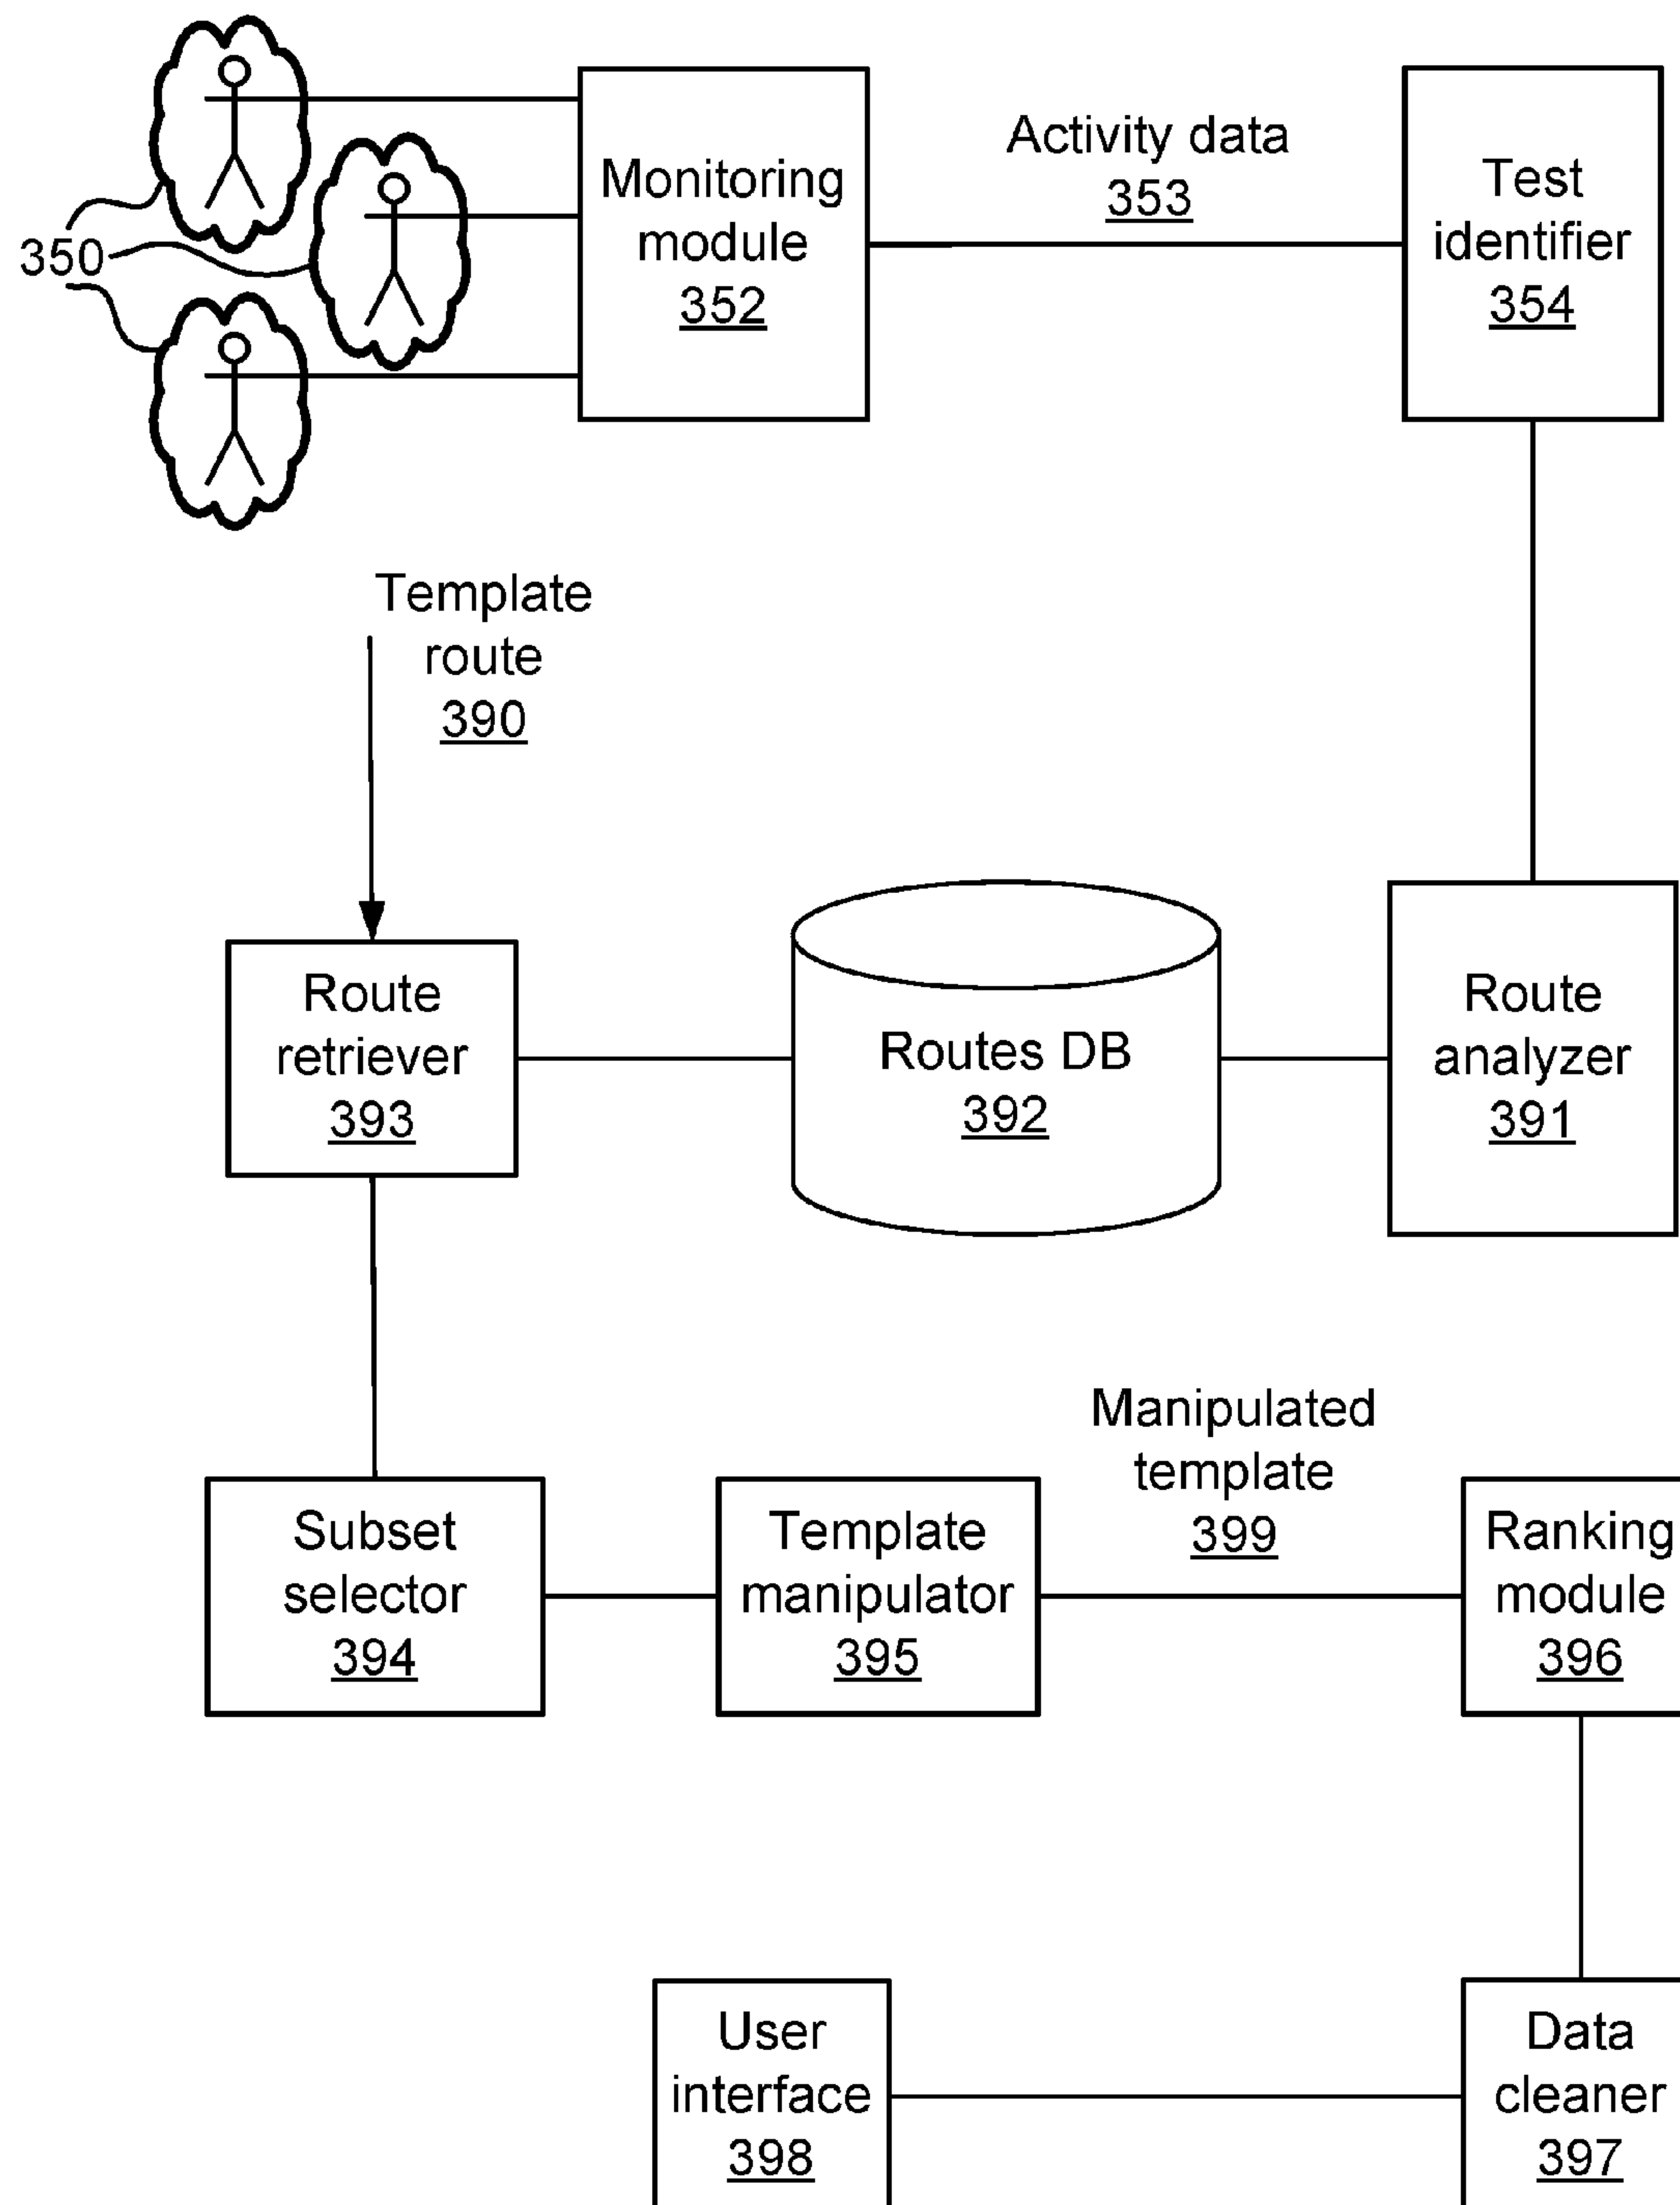 350
Monitoring
module
352
Activity data
353
Test
identifier
354
Template
route
390
Route
retriever
393
Routes DB
392
Route
analyzer
391
Subset
selector
394
Template
manipulator
395
Manipulated
template
399
Ranking
module
396
User
interface
398
Data
cleaner
397